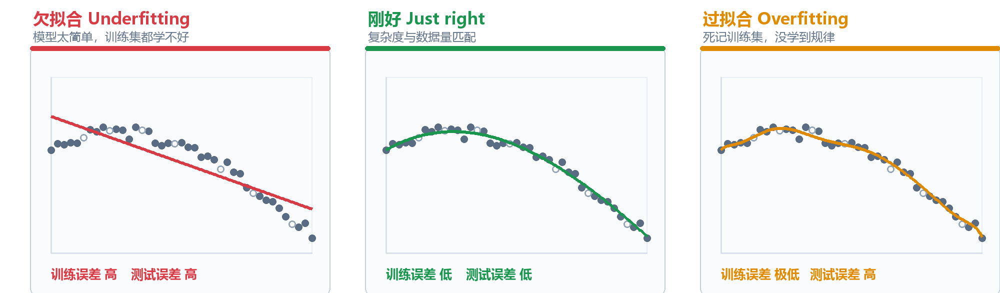 欠拟合 Underfitting
模型太简单，训练集都学不好
训练误差 高 测试误差 高
刚好 Just right
复杂度与数据量匹配
训练误差 低 测试误差 低
过拟合 Overfitting
死记训练集，没学到规律
训练误差 极低 测试误差 高